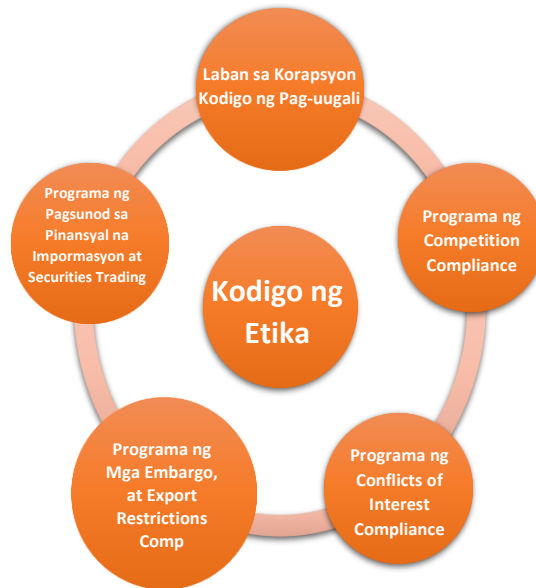 Laban sa Korapsyon
Kodigo ng Pag-uugali
Programa ng
Pagsunod sa
Pinansyal na
Impormasyon at
Securities Trading
Programa ng
Competition
Compliance
Kodigo ng
Etika
Programa ng
Mga Embargo,
at Export
Restrictions
Comp
Programa ng
Conflicts of
Interest
Compliance